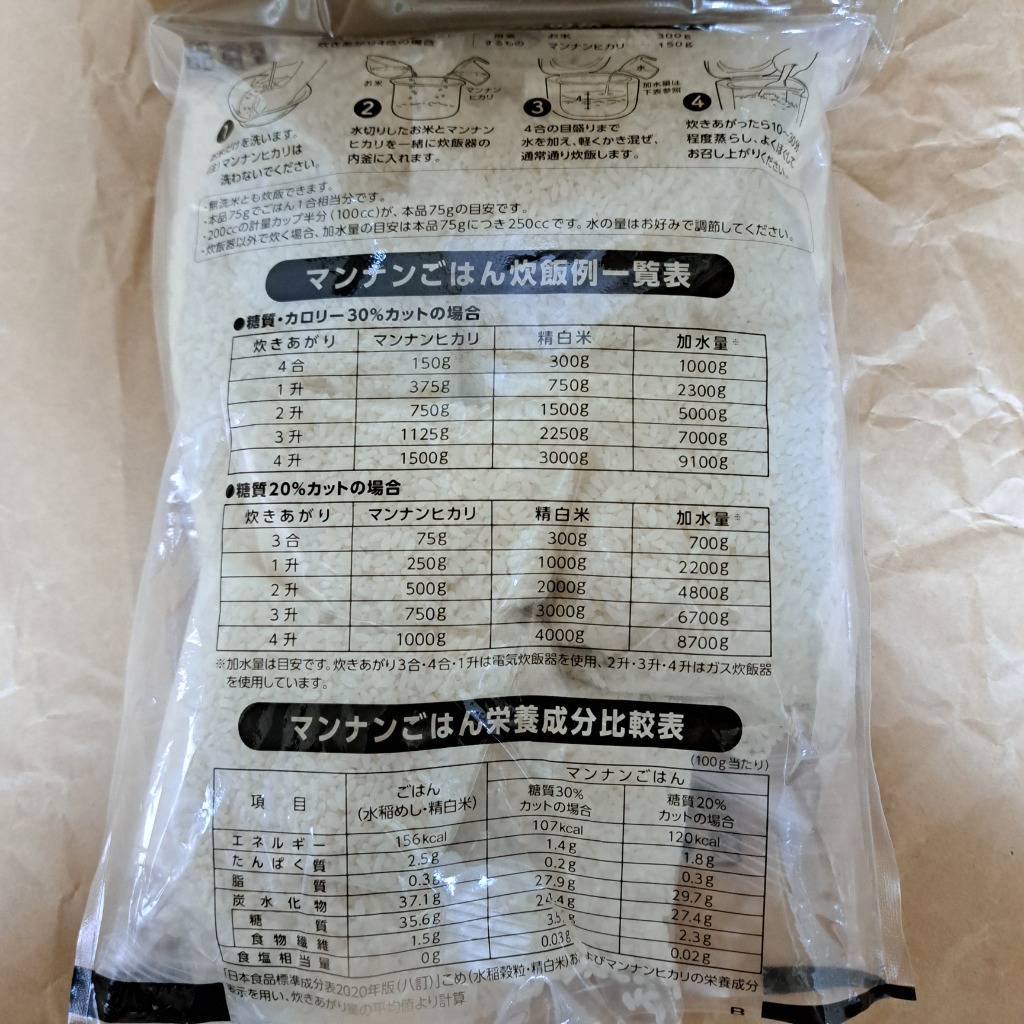 炊きあがり4合の場合 用意するもの お米 300g
マンナンヒカリ 150g
お米 マンナンヒカリ 水 加水量は下表参照
1 お米だけを洗います。
(注)マンナンヒカリは
洗わないでください。
2 水切りしたお米とマンナン
ヒカリを一緒に炊飯器の
内釜に入れます。
3 4合の目盛りまで
水を加え、軽くかき混ぜ、
通常通り炊飯します。
4 炊きあがったら10~30分
程度蒸らし、よくほぐして
お召し上がりください。
・無洗米とも炊飯できます。
・本品75gでごはん1合相当分です。
・200ccの計量カップ半分(100cc)が、本品75gの目安です。
・炊飯器以外で炊く場合、加水量の目安は本品75gにつき250ccです。水の量はお好みで調節してください。
マンナンごはん炊飯例一覧表
●糖質・カロリー30%カットの場合
炊きあがり マンナンヒカリ 精白米 加水量※
4合 150g 300g 1000g
1升 375g 750g 2300g
2升 750g 1500g 5000g
3升 1125g 2250g 7000g
4升 1500g 3000g 9100g
●糖質20%カットの場合
炊きあがり マンナンヒカリ 精白米 加水量※
3合 75g 300g 700g
1升 250g 1000g 2200g
2升 500g 2000g 4800g
3升 750g 3000g 6700g
4升 1000g 4000g 8700g
※加水量は目安です。炊きあがり3合・4合・1升は電気炊飯器を使用、2升・3升・4升はガス炊飯器
を使用しています。
マンナンごはん栄養成分比較表
(100g当たり)
項目 ごはん(水稲めし・精白米) マンナンごはん
糖質30%カットの場合 糖質20%カットの場合
エネルギー 156kcal 107kcal 120kcal
たんぱく質 2.5g 1.4g 1.8g
脂質 0.3g 0.2g 0.3g
炭水化物 37.1g 27.9g 29.7g
糖質 35.6g 24.4g 27.4g
食物繊維 1.5g 3.5g 2.3g
食塩相当量 0g 0.03g 0.02g
「日本食品標準成分表2020年版(八訂)」こめ(水稲穀粒・精白米)およびマンナンヒカリの栄養成分
表示を用い、炊きあがり量の平均値より計算
B